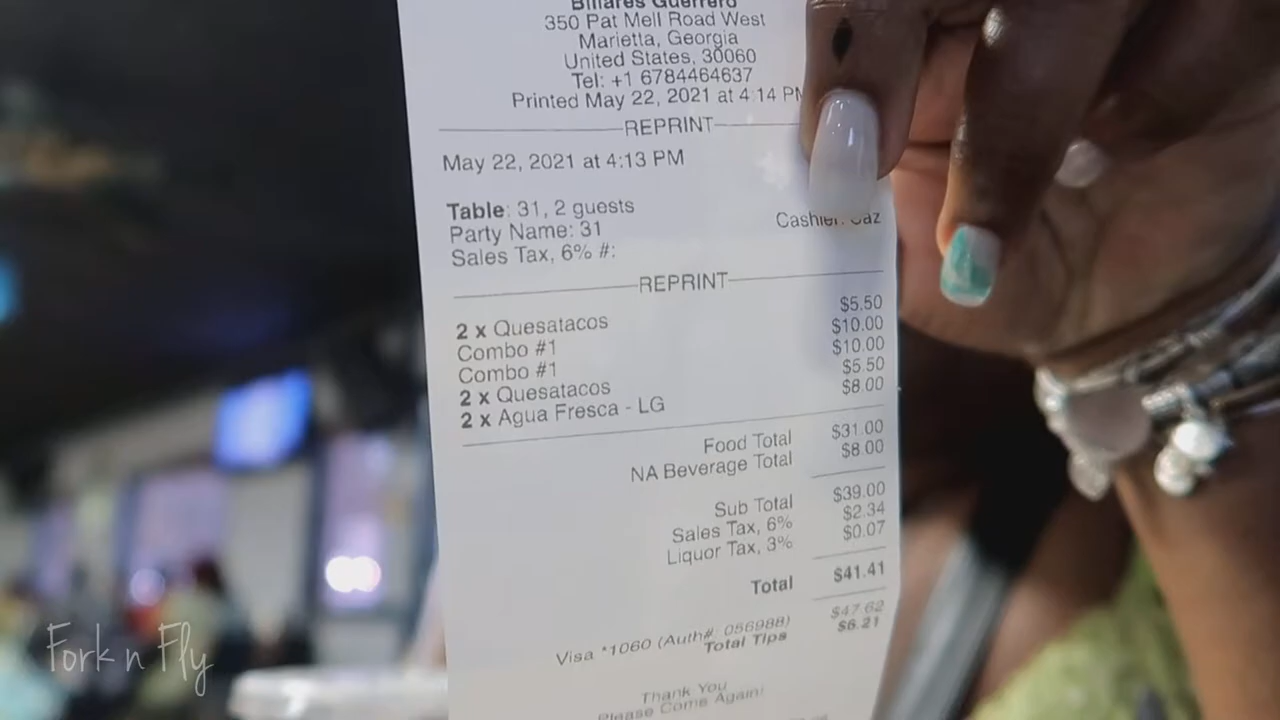 Billares Guerrero
350 Pat Mell Road West
Marietta, Georgia
United States, 30060
Tel: +1 6784464637
Printed May 22, 2021 at 4:14 PM
REPRINT
May 22, 2021 at 4:13 PM
Table: 31, 2 guests
Party Name: 31
Cashier: Caz
Sales Tax, 6% #:
REPRINT
2 x Quesatacos $5.50
Combo #1 $10.00
Combo #1 $10.00
2 x Quesatacos $5.50
2 x Agua Fresca - LG $8.00
Food Total $31.00
NA Beverage Total $8.00
Sub Total $39.00
Sales Tax, 6% $2.34
Liquor Tax, 3% $0.07
Total $41.41
Visa *1060 (Auth#: 056988) $47.62
Total Tips $6.21
Thank You
Please Come Again!
Fork n Fly